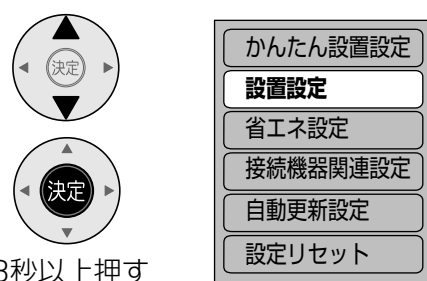 決定
決定
3秒以上押す
かんたん設置設定
設置設定
省エネ設定
接続機器関連設定
自動更新設定
設定リセット